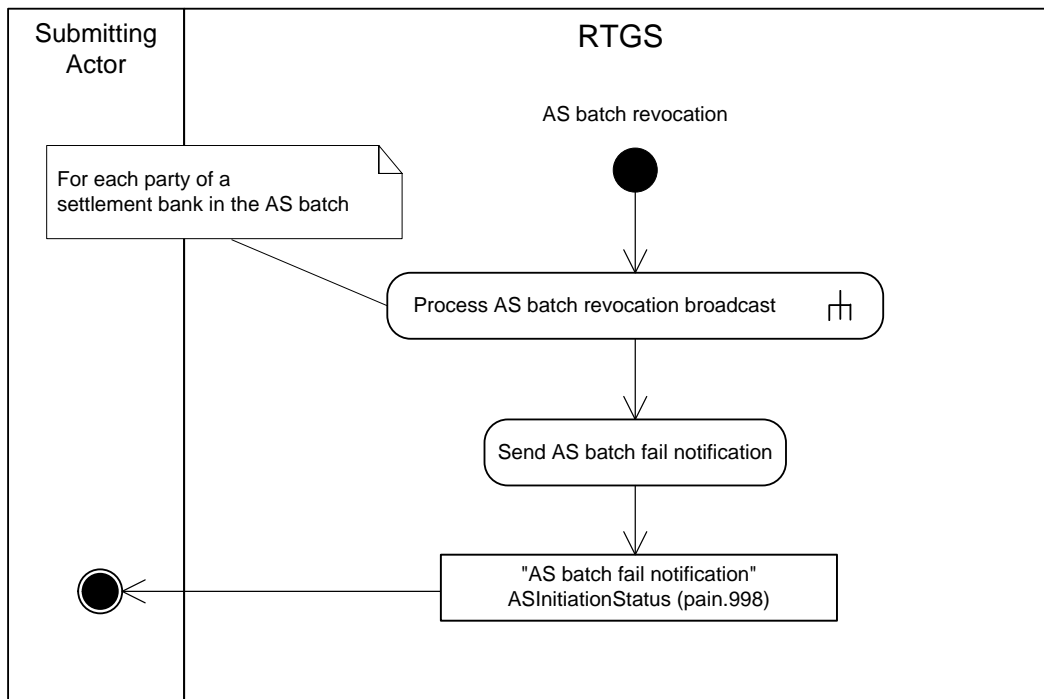 Submitting
Actor
RTGS
AS batch revocation
For each party of a
settlement bank in the AS batch
Process AS batch revocation broadcast
Send AS batch fail notification
"AS batch fail notification"
ASInitiationStatus (pain.998)